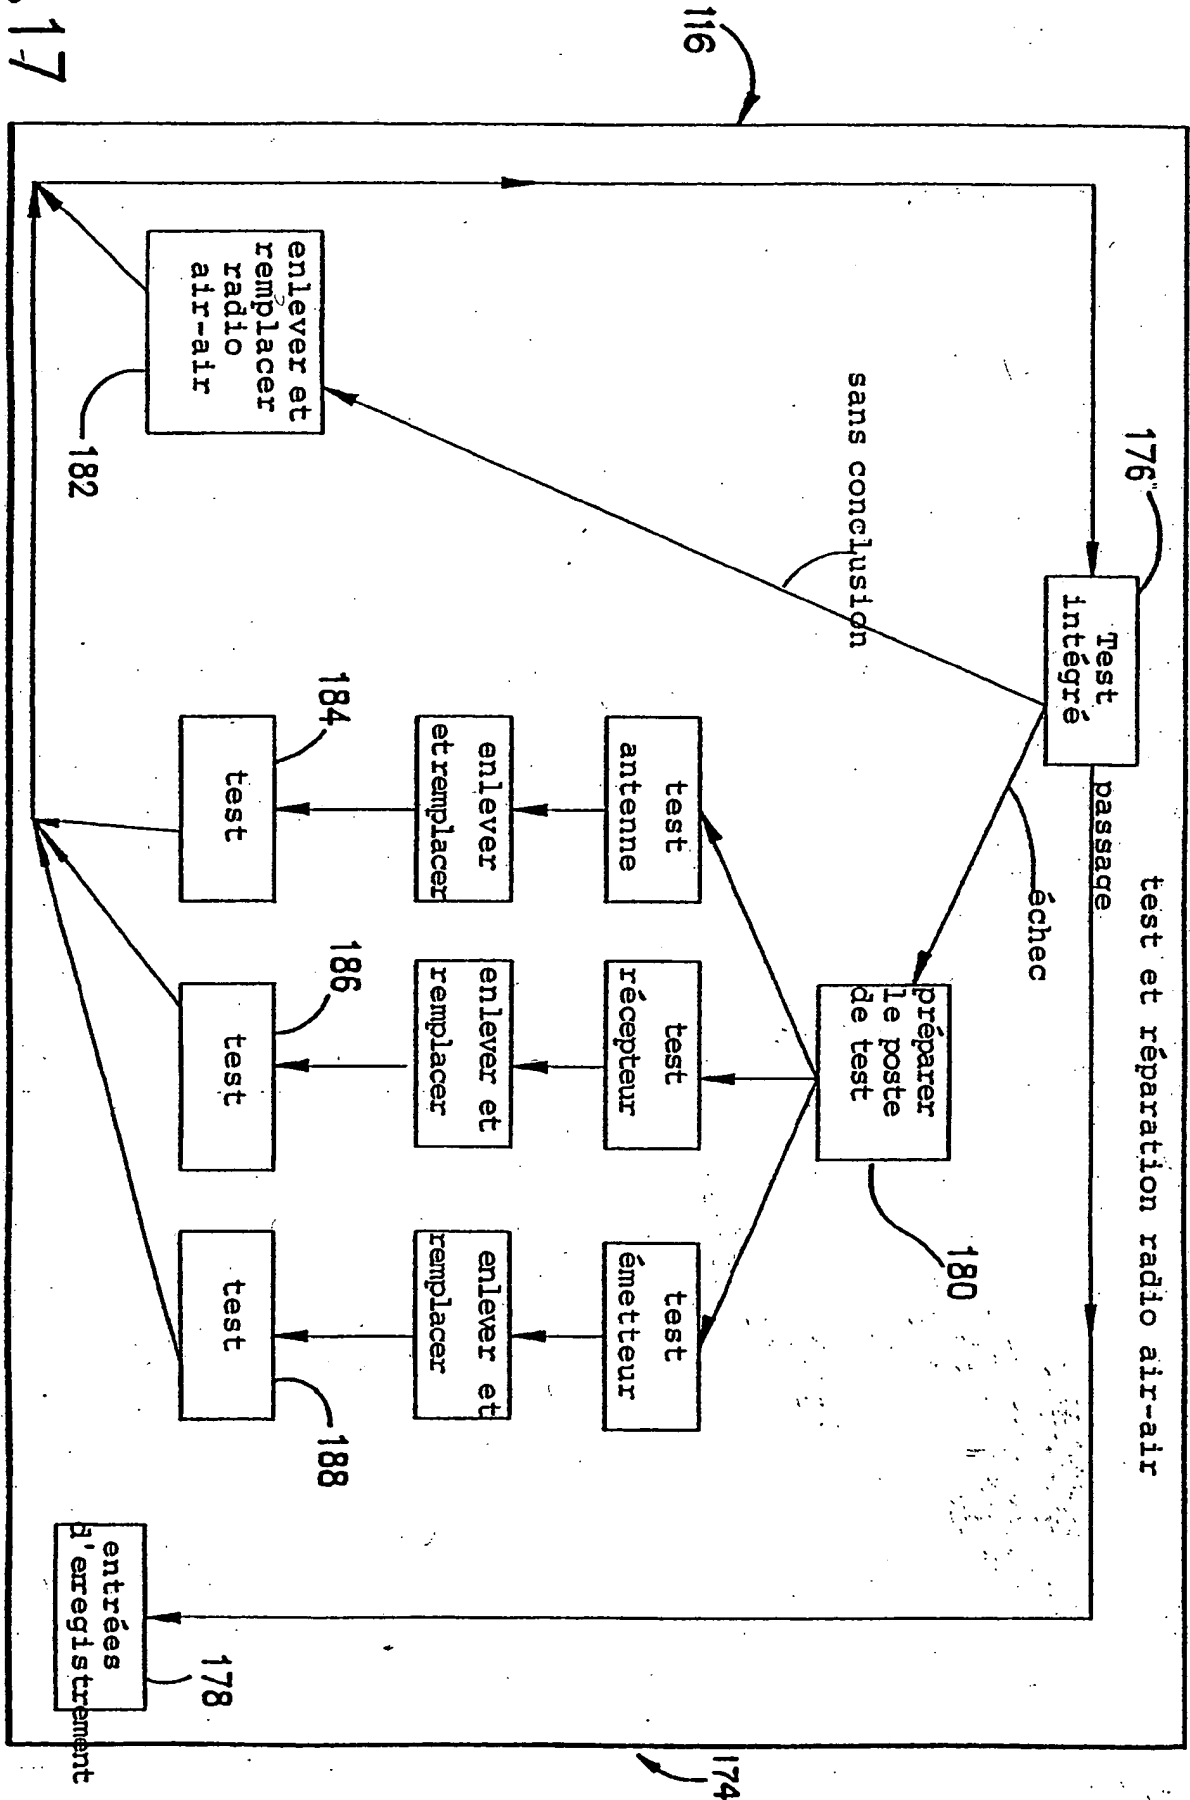 116
174
test et réparation radio air-air
176
Test
intégré
passage
échec
sans conclusion
préparer
le poste
de test
180
enlever et
remplacer
radio
air-air
182
test
antenne
test
récepteur
test
émetteur
enlever
etremplacer
enlever et
remplacer
enlever et
remplacer
184
test
186
test
188
test
178
entrées
d'enregistrement
.17